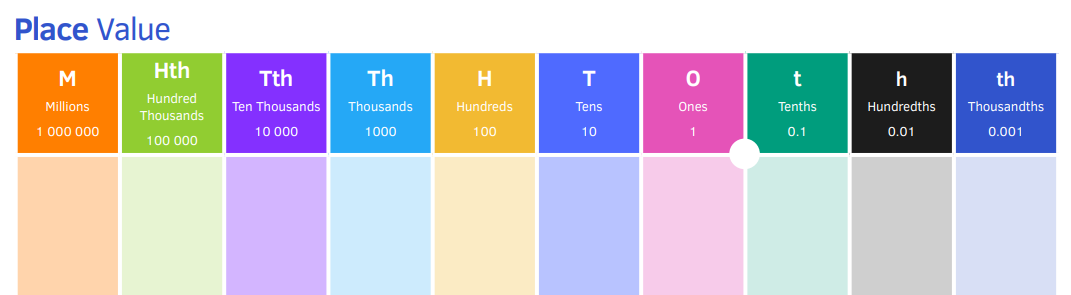 Place Value
M Hth Tth Th H T O t h th
Millions Hundred Thousands Ten Thousands Thousands Hundreds Tens Ones Tenths Hundredths Thousandths
1 000 000 100 000 10 000 1000 100 10 1 0.1 0.01 0.001